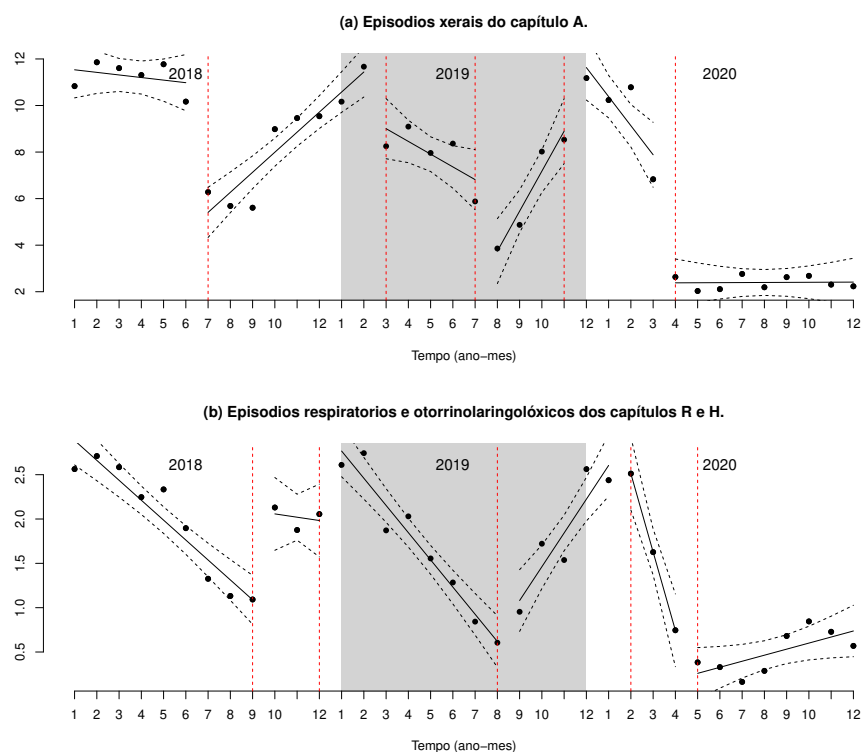 (a) Episodios xerais do capítulo A.
2018
2019
2020
12
10
8
6
4
2
1 2 3 4 5 6 7 8 9 10 12 1 2 3 4 5 6 7 8 9 10 12 1 2 3 4 5 6 7 8 9 10 12
Tempo (ano−mes)
(b) Episodios respiratorios e otorrinolaringolóxicos dos capítulos R e H.
2018
2019
2020
2.5
2.0
1.5
1.0
0.5
1 2 3 4 5 6 7 8 9 10 12 1 2 3 4 5 6 7 8 9 10 12 1 2 3 4 5 6 7 8 9 10 12
Tempo (ano−mes)